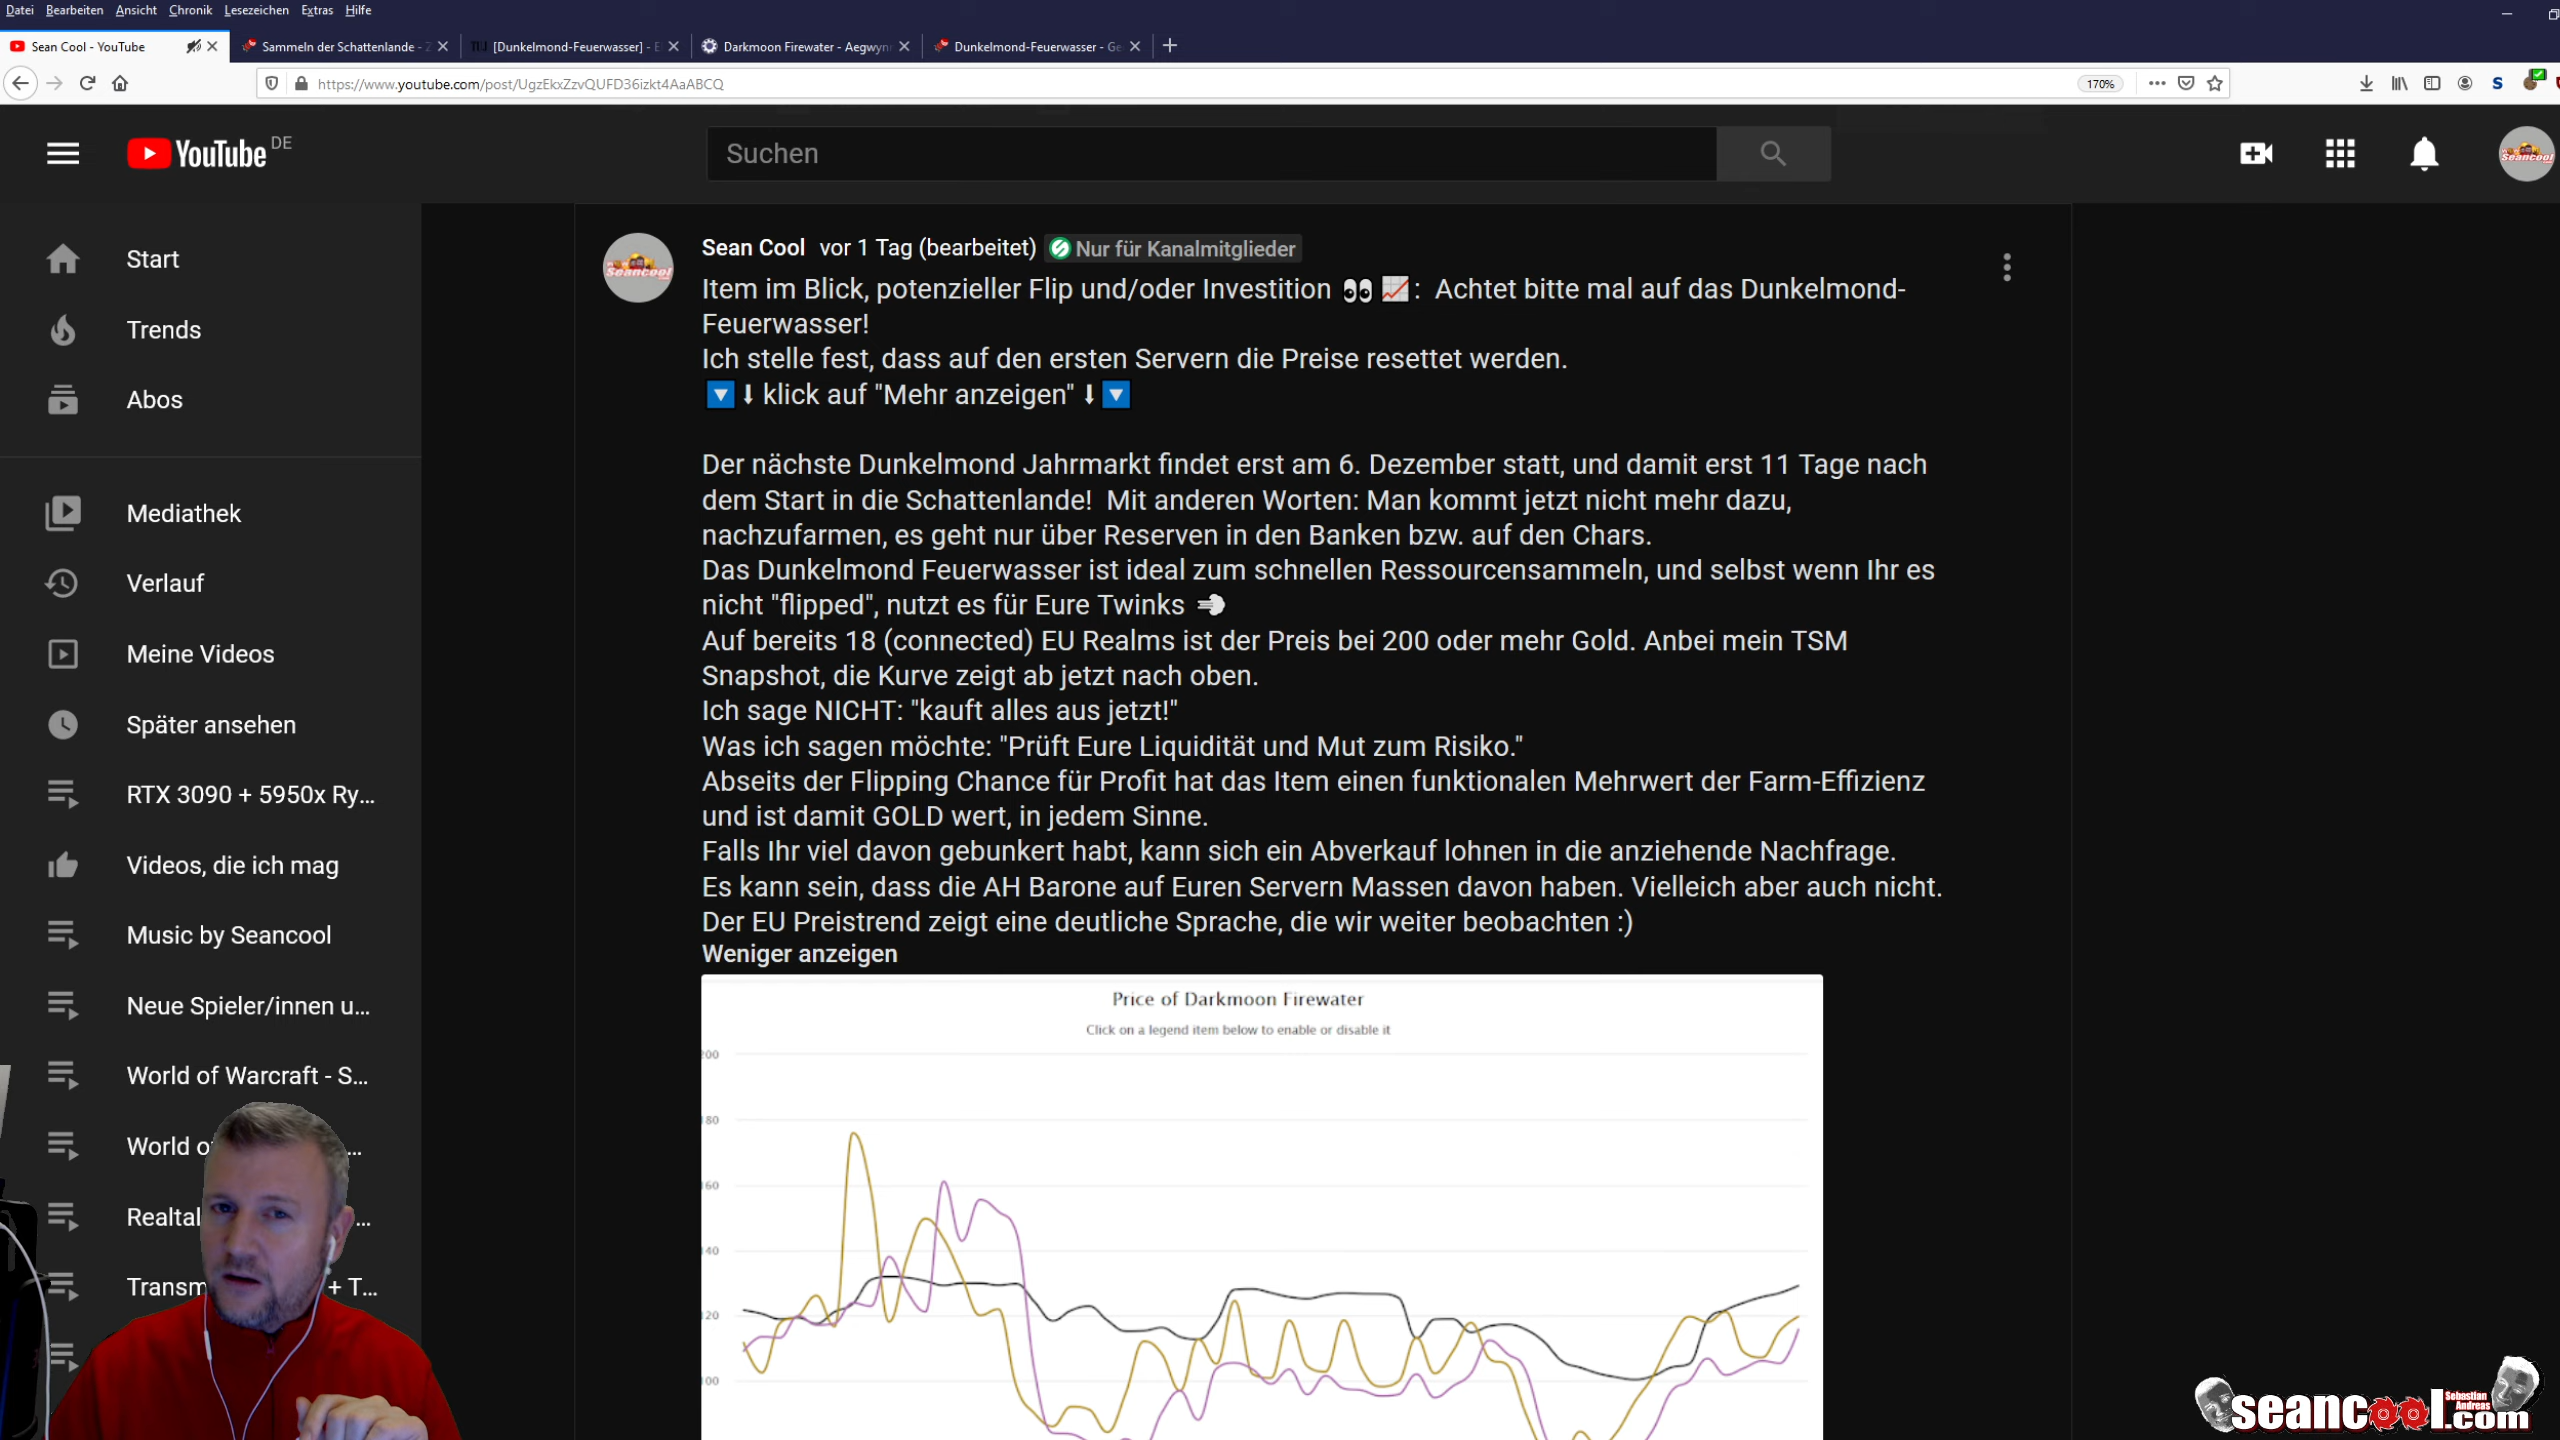 Datei Bearbeiten Ansicht Chronik Lesezeichen Extras Hilfe
Sean Cool - YouTube
Sammeln der Schattenlande - Z
[Dunkelmond-Feuerwasser] - E
Darkmoon Firewater - Aegwynn
Dunkelmond-Feuerwasser - Ge
https://www.youtube.com/post/UgzEkxZzvQUFD36izkt4AaABCQ
170%
S
YouTube DE
Suchen
Seancool
Start
Trends
Abos
Mediathek
Verlauf
Meine Videos
Später ansehen
RTX 3090 + 5950x Ry...
Videos, die ich mag
Music by Seancool
Neue Spieler/innen u...
World of Warcraft - S...
World o ...
Realtal ...
Transm + T...
Seancool
Sean Cool vor 1 Tag (bearbeitet) Nur für Kanalmitglieder
Item im Blick, potenzieller Flip und/oder Investition 👀 📈: Achtet bitte mal auf das Dunkelmond-
Feuerwasser!
Ich stelle fest, dass auf den ersten Servern die Preise resettet werden.
🔽⬇klick auf "Mehr anzeigen"⬇🔽
Der nächste Dunkelmond Jahrmarkt findet erst am 6. Dezember statt, und damit erst 11 Tage nach
dem Start in die Schattenlande! Mit anderen Worten: Man kommt jetzt nicht mehr dazu,
nachzufarmen, es geht nur über Reserven in den Banken bzw. auf den Chars.
Das Dunkelmond Feuerwasser ist ideal zum schnellen Ressourcensammeln, und selbst wenn Ihr es
nicht "flipped", nutzt es für Eure Twinks 💨
Auf bereits 18 (connected) EU Realms ist der Preis bei 200 oder mehr Gold. Anbei mein TSM
Snapshot, die Kurve zeigt ab jetzt nach oben.
Ich sage NICHT: "kauft alles aus jetzt!"
Was ich sagen möchte: "Prüft Eure Liquidität und Mut zum Risiko."
Abseits der Flipping Chance für Profit hat das Item einen funktionalen Mehrwert der Farm-Effizienz
und ist damit GOLD wert, in jedem Sinne.
Falls Ihr viel davon gebunkert habt, kann sich ein Abverkauf lohnen in die anziehende Nachfrage.
Es kann sein, dass die AH Barone auf Euren Servern Massen davon haben. Vielleich aber auch nicht.
Der EU Preistrend zeigt eine deutliche Sprache, die wir weiter beobachten :)
Weniger anzeigen
Price of Darkmoon Firewater
Click on a legend item below to enable or disable it
200
180
160
140
120
100
seancool.com
Sebastian
Andreas